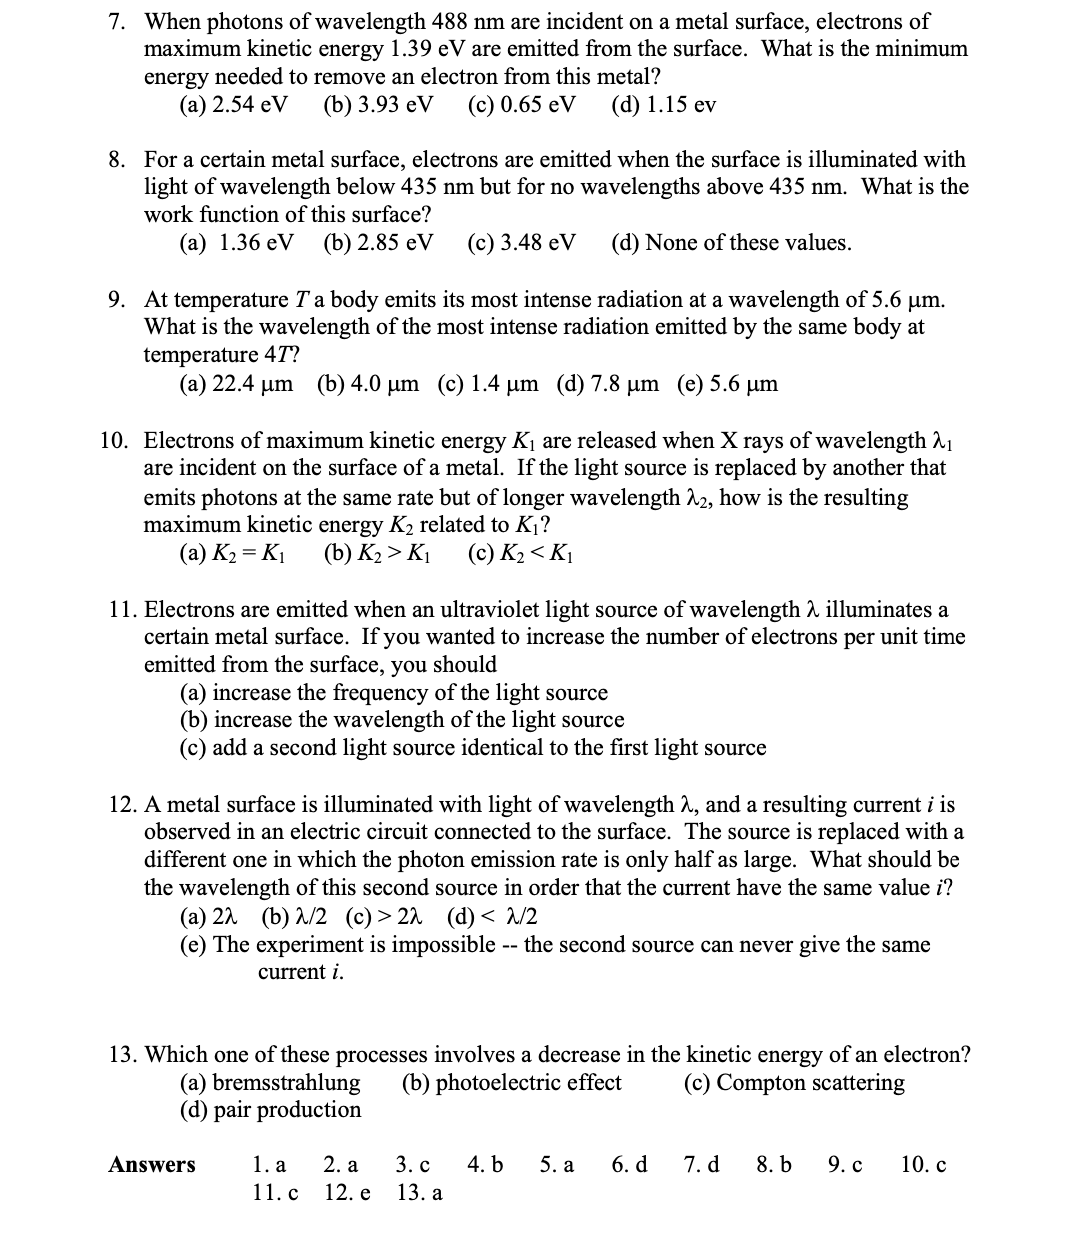 7. When photons of wavelength 488 nm are incident on a metal surface, electrons of
maximum kinetic energy 1.39 eV are emitted from the surface. What is the minimum
energy needed to remove an electron from this metal?
(a) 2.54 eV (b) 3.93 eV (c) 0.65 eV (d) 1.15 ev
8. For a certain metal surface, electrons are emitted when the surface is illuminated with
light of wavelength below 435 nm but for no wavelengths above 435 nm. What is the
work function of this surface?
(a) 1.36 eV (b) 2.85 eV (c) 3.48 eV (d) None of these values.
9. At temperature T a body emits its most intense radiation at a wavelength of 5.6 μm.
What is the wavelength of the most intense radiation emitted by the same body at
temperature 4T?
(a) 22.4 μm (b) 4.0 μm (c) 1.4 μm (d) 7.8 μm (e) 5.6 μm
10. Electrons of maximum kinetic energy K₁ are released when X rays of wavelength λ₁
are incident on the surface of a metal. If the light source is replaced by another that
emits photons at the same rate but of longer wavelength λ₂, how is the resulting
maximum kinetic energy K₂ related to K₁?
(a) K₂ = K₁ (b) K₂ > K₁ (c) K₂ < K₁
11. Electrons are emitted when an ultraviolet light source of wavelength λ illuminates a
certain metal surface. If you wanted to increase the number of electrons per unit time
emitted from the surface, you should
(a) increase the frequency of the light source
(b) increase the wavelength of the light source
(c) add a second light source identical to the first light source
12. A metal surface is illuminated with light of wavelength λ, and a resulting current i is
observed in an electric circuit connected to the surface. The source is replaced with a
different one in which the photon emission rate is only half as large. What should be
the wavelength of this second source in order that the current have the same value i?
(a) 2λ (b) λ/2 (c) > 2λ (d) < λ/2
(e) The experiment is impossible -- the second source can never give the same
current i.
13. Which one of these processes involves a decrease in the kinetic energy of an electron?
(a) bremsstrahlung (b) photoelectric effect (c) Compton scattering
(d) pair production
Answers 1. a 2. a 3. c 4. b 5. a 6. d 7. d 8. b 9. c 10. c
11. c 12. e 13. a